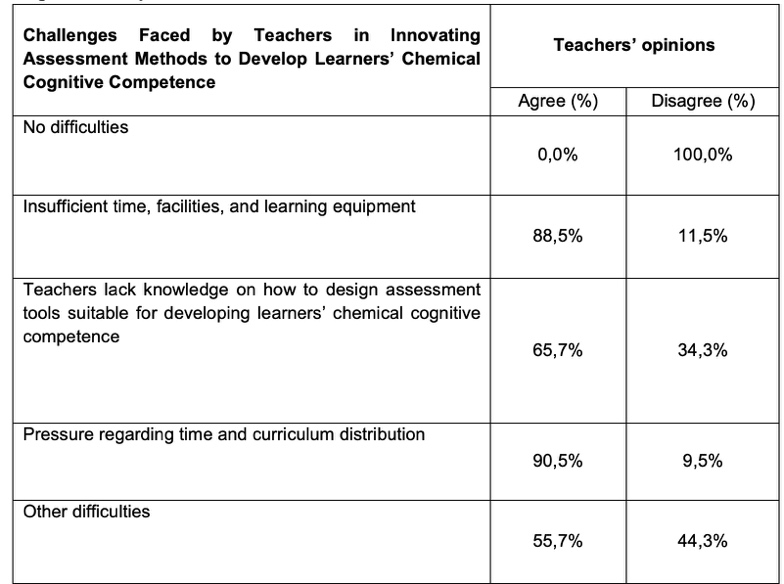 Challenges Faced by Teachers in Innovating
Assessment Methods to Develop Learners’ Chemical
Cognitive Competence
Teachers’ opinions
Agree (%)
Disagree (%)
No difficulties
0,0%
100,0%
Insufficient time, facilities, and learning equipment
88,5%
11,5%
Teachers lack knowledge on how to design assessment
tools suitable for developing learners’ chemical cognitive
competence
65,7%
34,3%
Pressure regarding time and curriculum distribution
90,5%
9,5%
Other difficulties
55,7%
44,3%